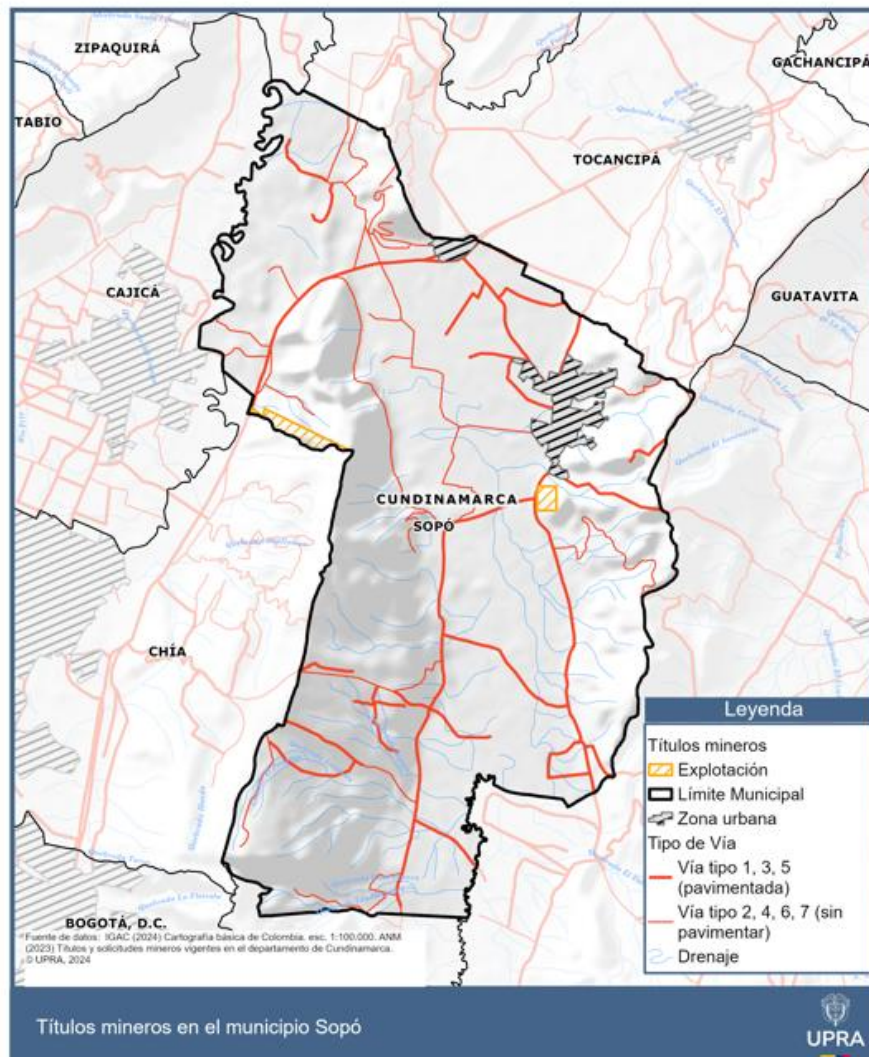 ZIPAQUIRÁ
GACHANCIPÁ
TABIO
TOCANCIPÁ
CAJICÁ
GUATAVITA
CUNDINAMARCA
SOPÓ
CHÍA
BOGOTÁ, D.C.
Fuente de datos: IGAC (2024) Cartografía básica de Colombia. esc. 1:100.000. ANM
(2023) Títulos y solicitudes mineros vigentes en el departamento de Cundinamarca.
© UPRA, 2024
Leyenda
Títulos mineros
Explotación
Límite Municipal
Zona urbana
Tipo de Vía
Vía tipo 1, 3, 5
(pavimentada)
Vía tipo 2, 4, 6, 7 (sin
pavimentar)
Drenaje
Títulos mineros en el municipio Sopó
UPRA